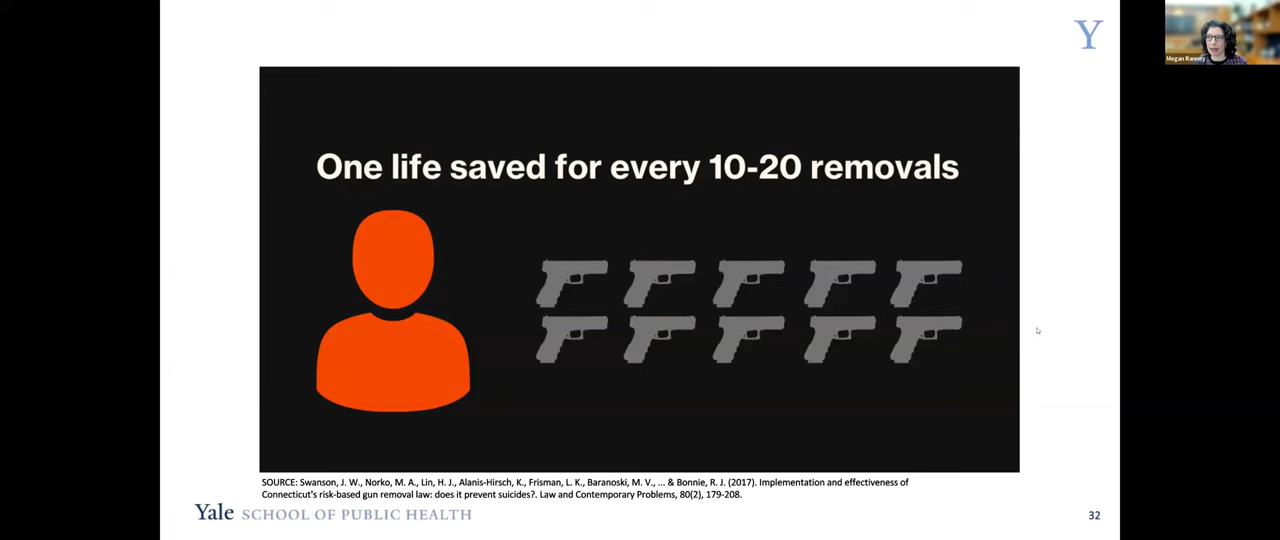 Y
Megan Ranney
One life saved for every 10-20 removals
SOURCE: Swanson, J. W., Norko, M. A., Lin, H. J., Alanis-Hirsch, K., Frisman, L. K., Baranoski, M. V., ... & Bonnie, R. J. (2017). Implementation and effectiveness of
Connecticut's risk-based gun removal law: does it prevent suicides?. Law and Contemporary Problems, 80(2), 179-208.
Yale SCHOOL OF PUBLIC HEALTH
32